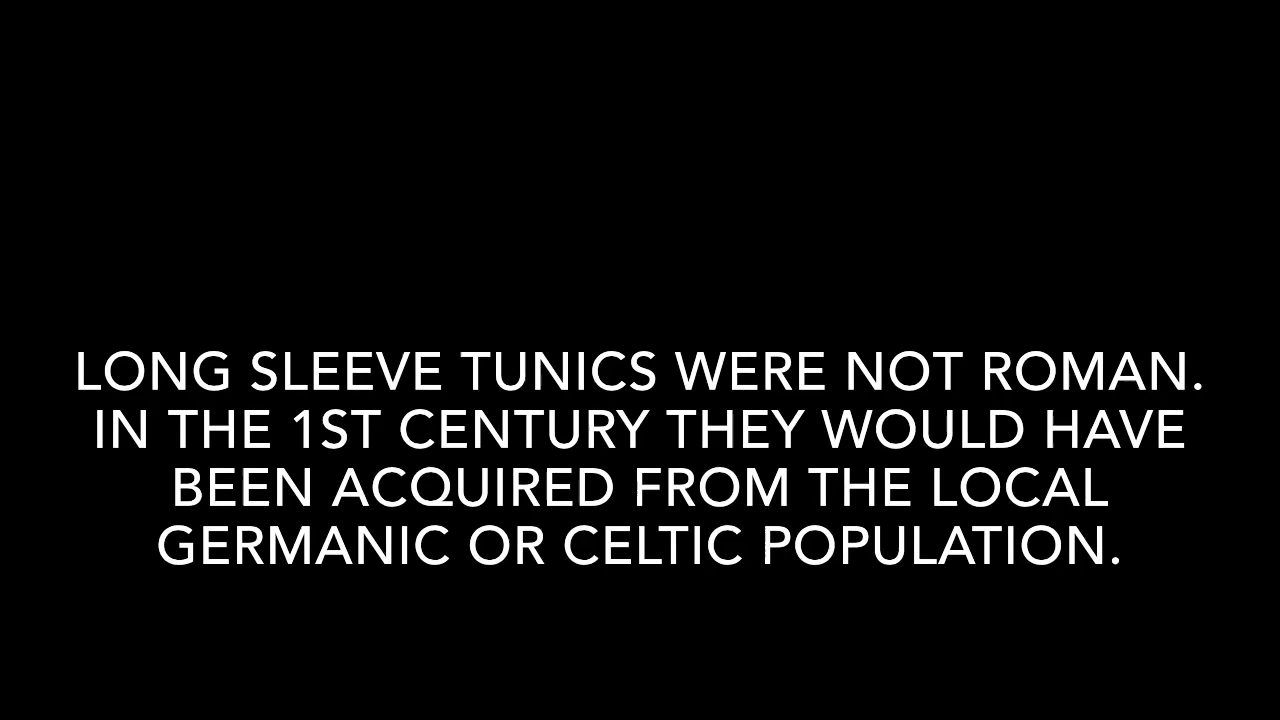 LONG SLEEVE TUNICS WERE NOT ROMAN.
IN THE 1ST CENTURY THEY WOULD HAVE
BEEN ACQUIRED FROM THE LOCAL
GERMANIC OR CELTIC POPULATION.